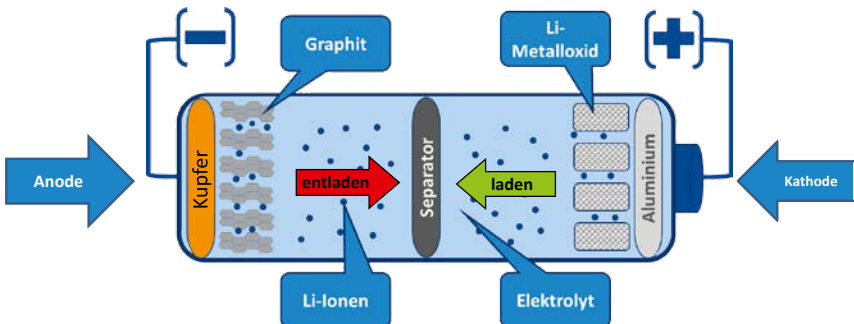 Graphit
Li-
Metalloxid
Anode
Kupfer
entladen
Separator
laden
Aluminium
Kathode
Li-Ionen
Elektrolyt